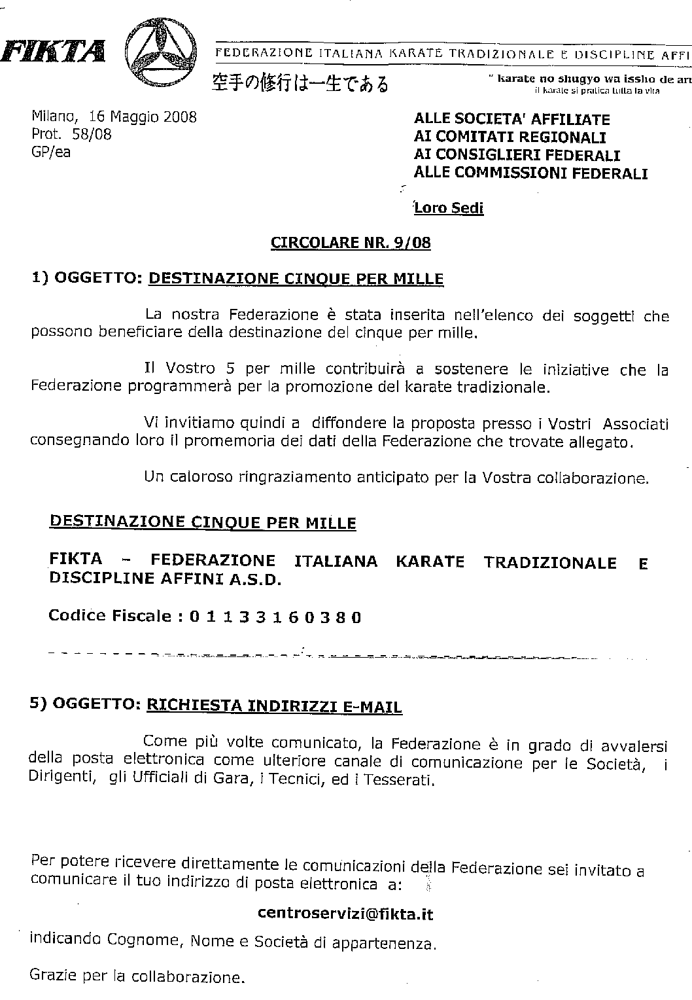 FIKTA
FEDERAZIONE ITALIANA KARATE TRADIZIONALE E DISCIPLINE AFFI
空手の修行は一生である
" karate no shugyo wa issho de ar
il karate si pratica tutta la vita
Milano, 16 Maggio 2008
Prot. 58/08
GP/ea
ALLE SOCIETA' AFFILIATE
AI COMITATI REGIONALI
AI CONSIGLIERI FEDERALI
ALLE COMMISSIONI FEDERALI
Loro Sedi
CIRCOLARE NR. 9/08
1) OGGETTO: DESTINAZIONE CINQUE PER MILLE
La nostra Federazione è stata inserita nell'elenco dei soggetti che
possono beneficiare della destinazione del cinque per mille.
Il Vostro 5 per mille contribuirà a sostenere le iniziative che la
Federazione programmerà per la promozione del karate tradizionale.
Vi invitiamo quindi a diffondere la proposta presso i Vostri Associati
consegnando loro il promemoria dei dati della Federazione che trovate allegato.
Un caloroso ringraziamento anticipato per la Vostra collaborazione.
DESTINAZIONE CINQUE PER MILLE
FIKTA – FEDERAZIONE ITALIANA KARATE TRADIZIONALE E
DISCIPLINE AFFINI A.S.D.
Codice Fiscale : 0 1 1 3 3 1 6 0 3 8 0
5) OGGETTO: RICHIESTA INDIRIZZI E-MAIL
Come più volte comunicato, la Federazione è in grado di avvalersi
della posta elettronica come ulteriore canale di comunicazione per le Società, i
Dirigenti, gli Ufficiali di Gara, i Tecnici, ed i Tesserati.
Per potere ricevere direttamente le comunicazioni della Federazione sei invitato a
comunicare il tuo indirizzo di posta elettronica a:
centroservizi@fikta.it
indicando Cognome, Nome e Società di appartenenza.
Grazie per la collaborazione.